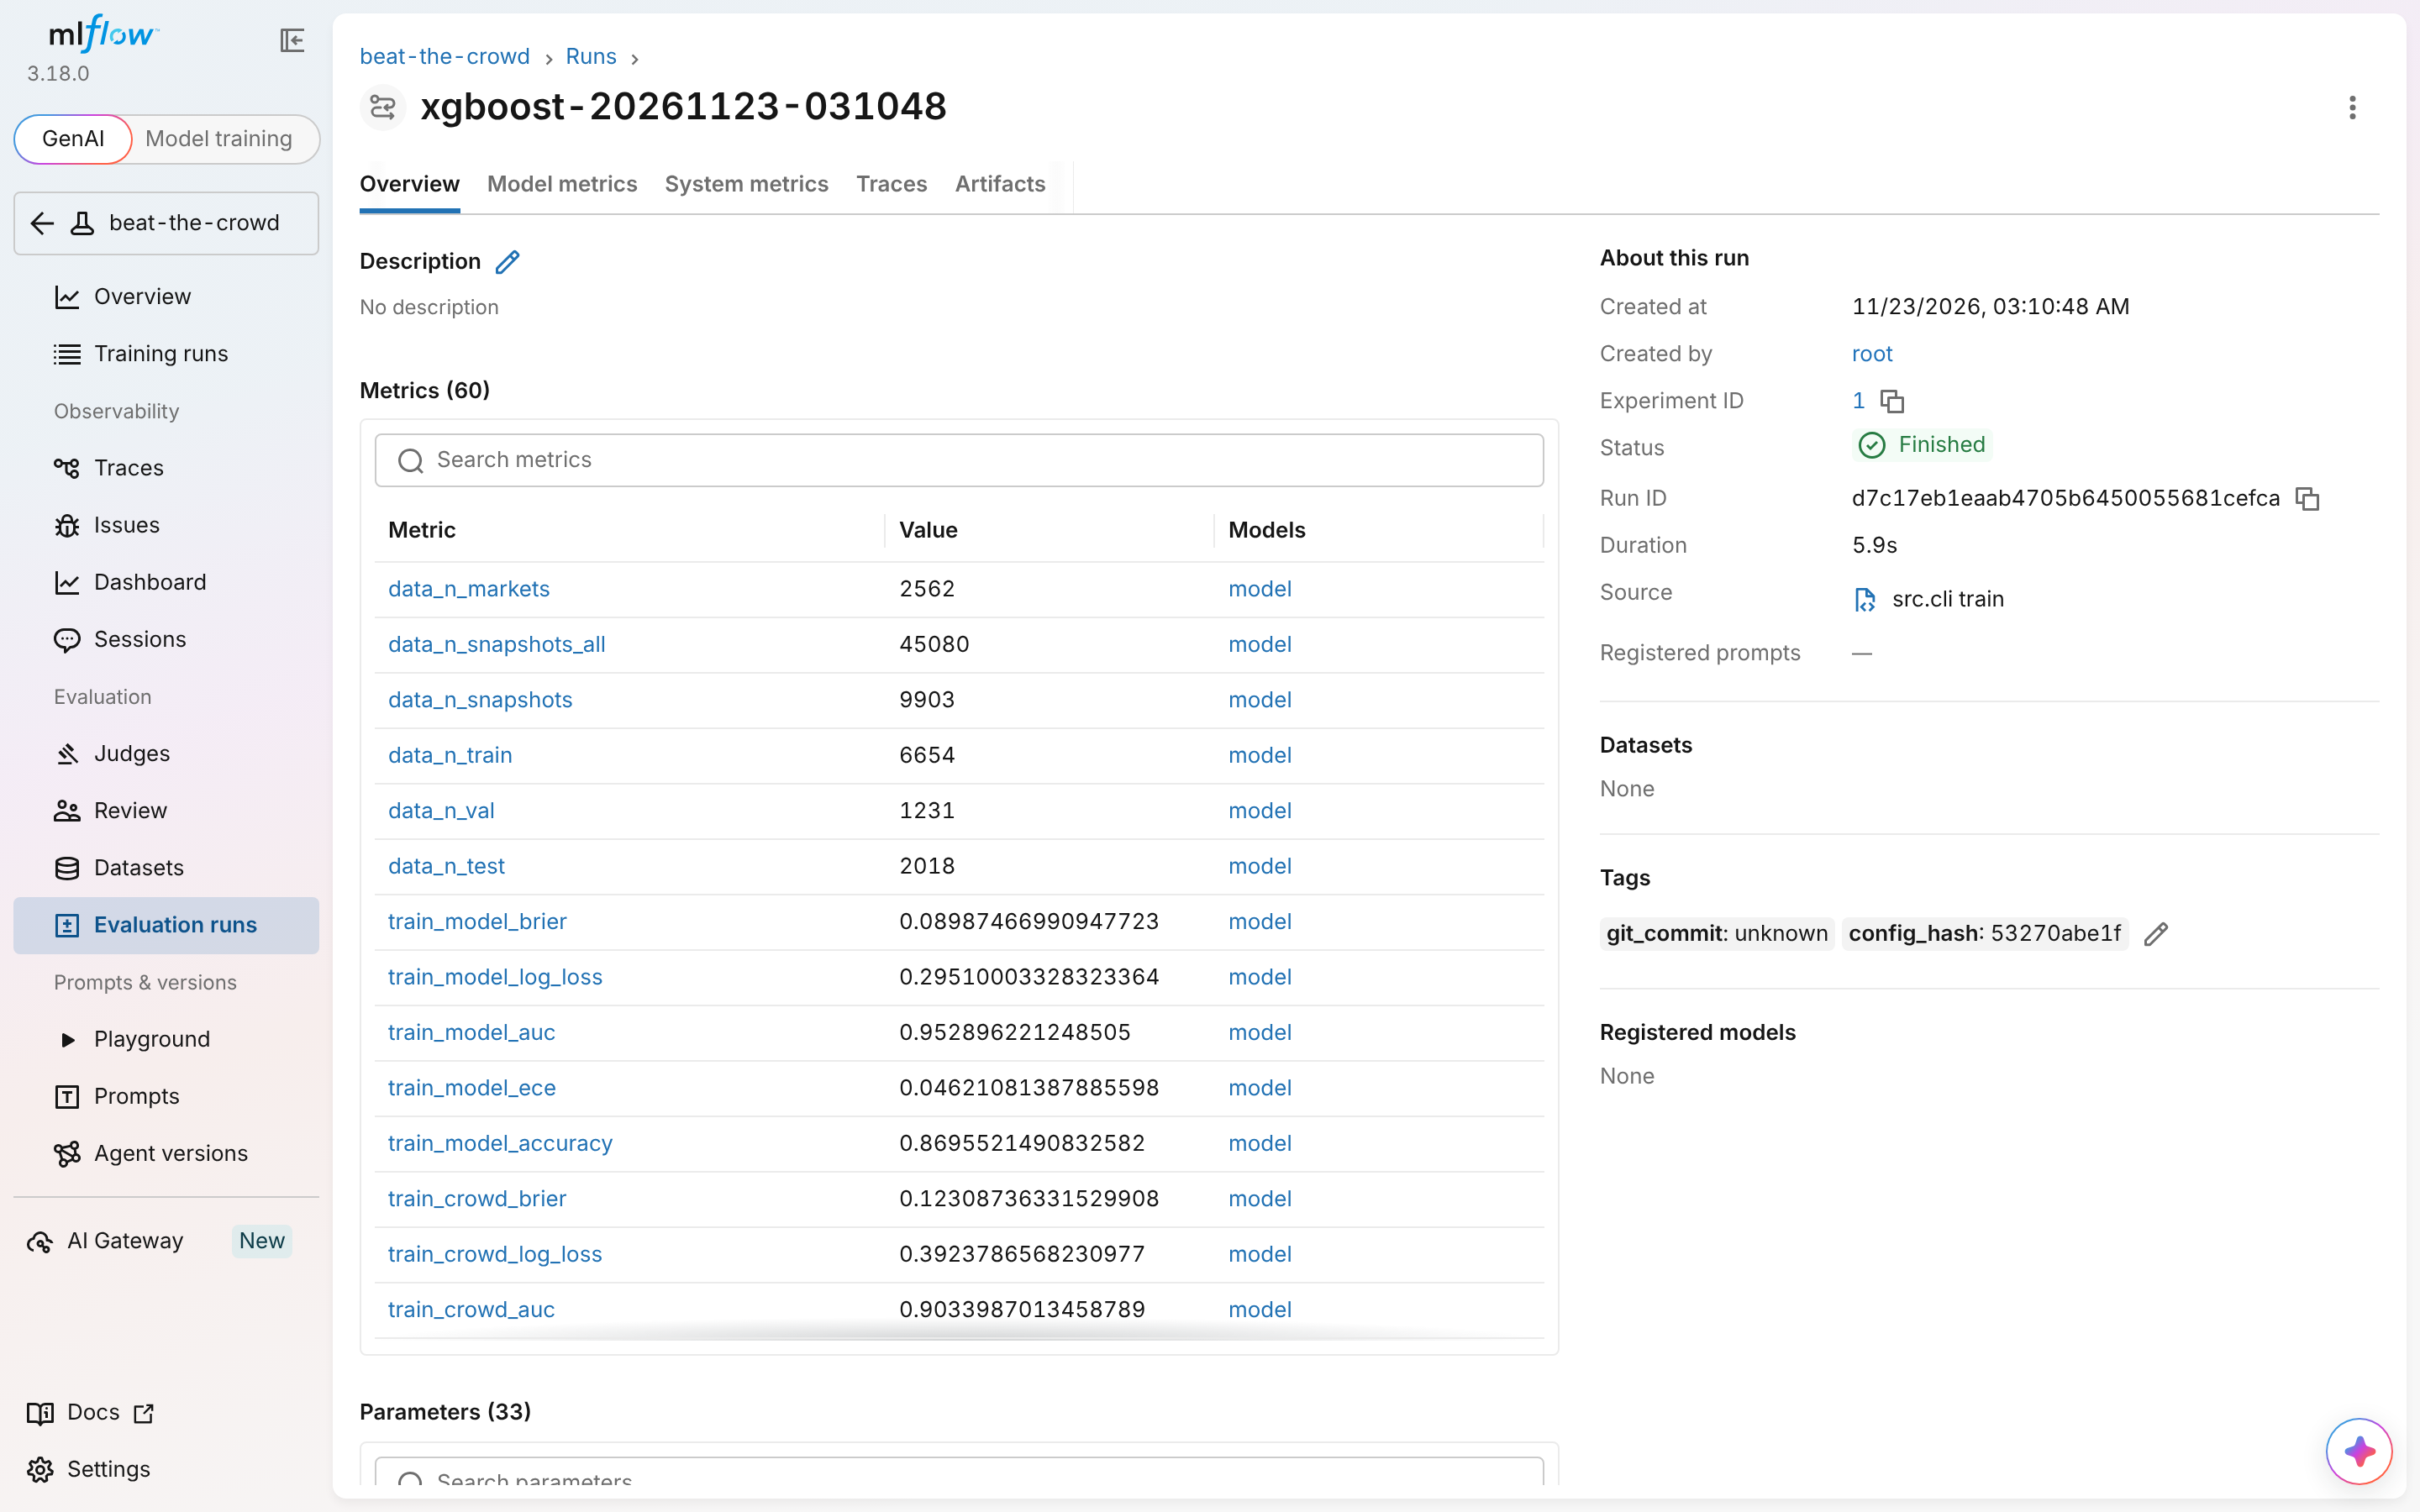 mlflow
3.18.0
GenAI
Model training
beat-the-crowd
Overview
Training runs
Observability
Traces
Issues
Dashboard
Sessions
Evaluation
Judges
Review
Datasets
Evaluation runs
Prompts & versions
Playground
Prompts
Agent versions
AI Gateway New
Docs
Settings
beat-the-crowd › Runs ›
xgboost-20261123-031048
Overview Model metrics System metrics Traces Artifacts
Description
No description
Metrics (60)
Search metrics
Metric Value Models
data_n_markets 2562 model
data_n_snapshots_all 45080 model
data_n_snapshots 9903 model
data_n_train 6654 model
data_n_val 1231 model
data_n_test 2018 model
train_model_brier 0.08987466990947723 model
train_model_log_loss 0.29510003328323364 model
train_model_auc 0.952896221248505 model
train_model_ece 0.04621081387885598 model
train_model_accuracy 0.8695521490832582 model
train_crowd_brier 0.12308736331529908 model
train_crowd_log_loss 0.3923786568230977 model
train_crowd_auc 0.9033987013458789 model
Parameters (33)
Search parameters
About this run
Created at 11/23/2026, 03:10:48 AM
Created by root
Experiment ID 1
Status Finished
Run ID d7c17eb1eaab4705b6450055681cefca
Duration 5.9s
Source src.cli train
Registered prompts —
Datasets
None
Tags
git_commit: unknown config_hash: 53270abe1f
Registered models
None